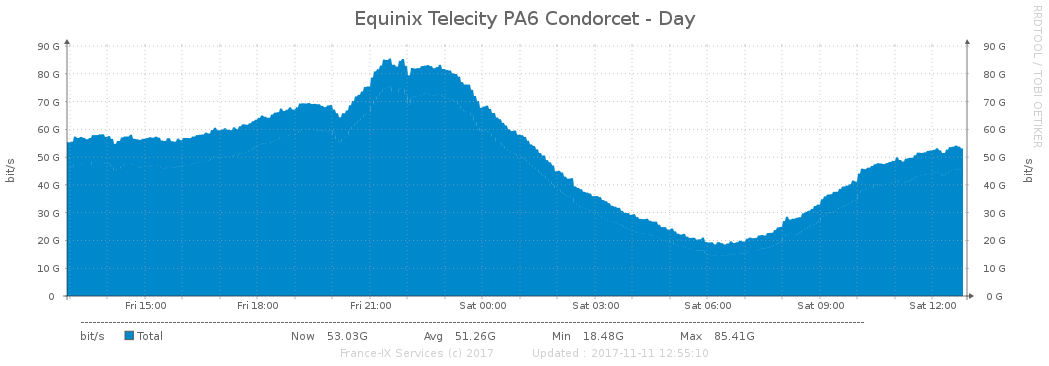 Equinix Telecity PA6 Condorcet - Day
RRDTOOL / TOBI OETIKER
bit/s
90 G
80 G
70 G
60 G
50 G
40 G
30 G
20 G
10 G
0
90 G
80 G
70 G
60 G
50 G
40 G
30 G
20 G
10 G
0 G
bit/s
Fri 15:00 Fri 18:00 Fri 21:00 Sat 00:00 Sat 03:00 Sat 06:00 Sat 09:00 Sat 12:00
bit/s Total Now 53.03G Avg 51.26G Min 18.48G Max 85.41G
France-IX Services (c) 2017 Updated : 2017-11-11 12:55:10